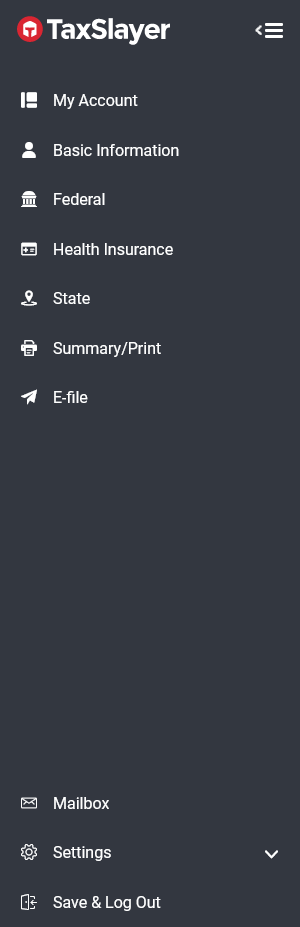 TaxSlayer
My Account
Basic Information
Federal
Health Insurance
State
Summary/Print
E-file
Mailbox
Settings
Save & Log Out